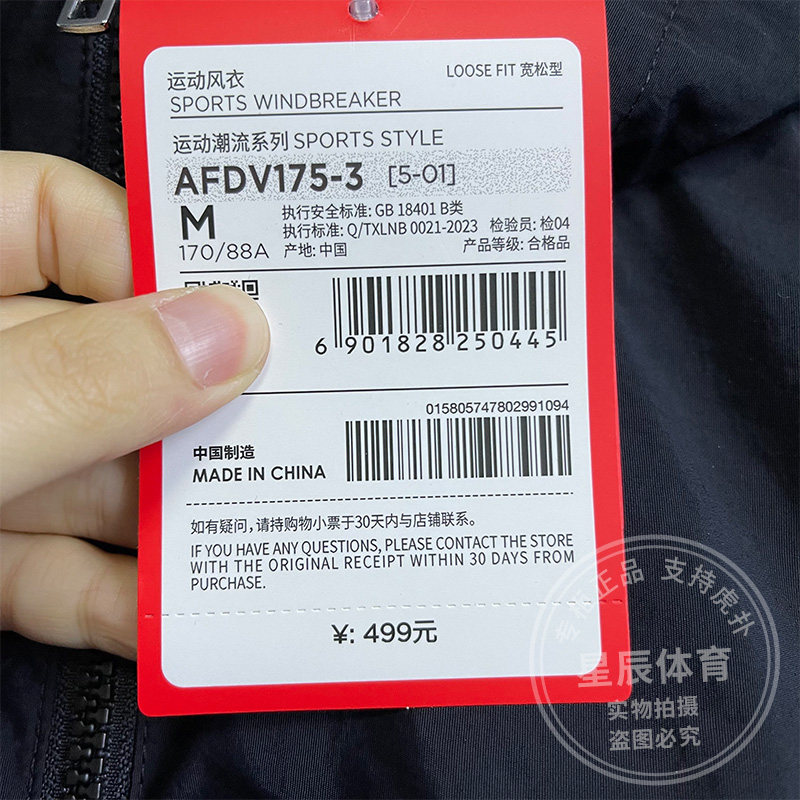 运动风衣
LOOSE FIT 宽松型
SPORTS WINDBREAKER
运动潮流系列 SPORTS STYLE
AFDV175-3 [5-01]
M
170/88A
执行安全标准: GB 18401 B类
执行标准: Q/TXLNB 0021-2023 检验员: 检04
产地: 中国 产品等级: 合格品
6 901828 250445
015805747802991094
中国制造
MADE IN CHINA
如有疑问，请持购物小票于30天内与店铺联系。
IF YOU HAVE ANY QUESTIONS, PLEASE CONTACT THE STORE
WITH THE ORIGINAL RECEIPT WITHIN 30 DAYS FROM
PURCHASE.
¥: 499元
专柜正品 支持虎扑
星辰体育
实物拍摄
盗图必究